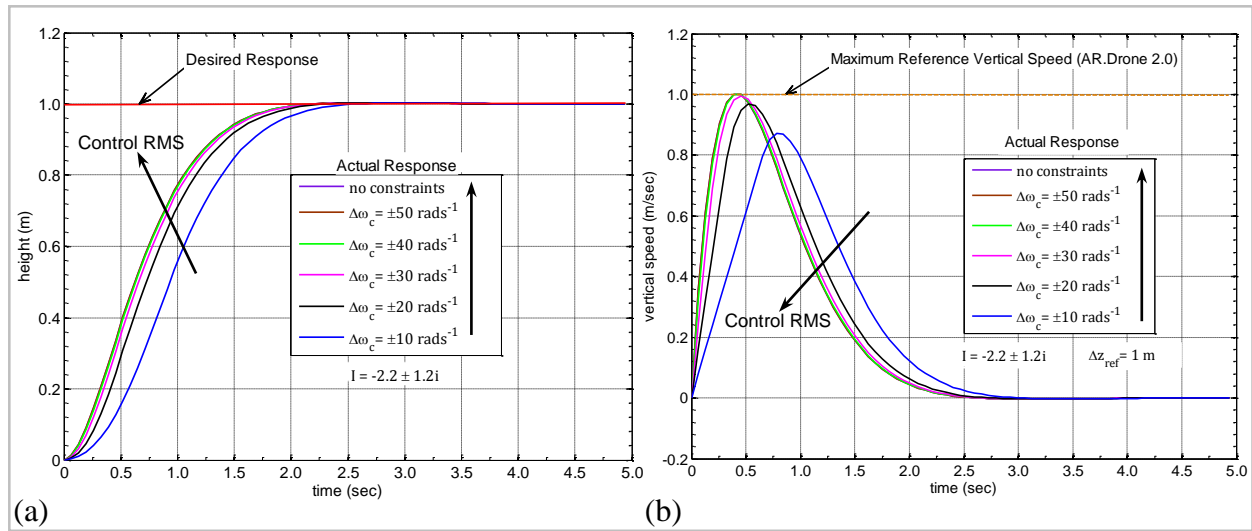 1.2
1.0
0.8
0.6
0.4
0.2
0
height (m)
Desired Response
Control RMS
Actual Response
no constraints
Δω_c = ±50 rads⁻¹
Δω_c = ±40 rads⁻¹
Δω_c = ±30 rads⁻¹
Δω_c = ±20 rads⁻¹
Δω_c = ±10 rads⁻¹
I = -2.2 ± 1.2i
0 0.5 1.0 1.5 2.0 2.5 3.0 3.5 4.0 4.5 5.0
time (sec)
(a)
1.2
1.0
0.8
0.6
0.4
0.2
0
-0.2
vertical speed (m/sec)
Maximum Reference Vertical Speed (AR.Drone 2.0)
Actual Response
no constraints
Δω_c = ±50 rads⁻¹
Δω_c = ±40 rads⁻¹
Δω_c = ±30 rads⁻¹
Δω_c = ±20 rads⁻¹
Δω_c = ±10 rads⁻¹
Control RMS
I = -2.2 ± 1.2i Δz_ref = 1 m
0 0.5 1.0 1.5 2.0 2.5 3.0 3.5 4.0 4.5 5.0
time (sec)
(b)